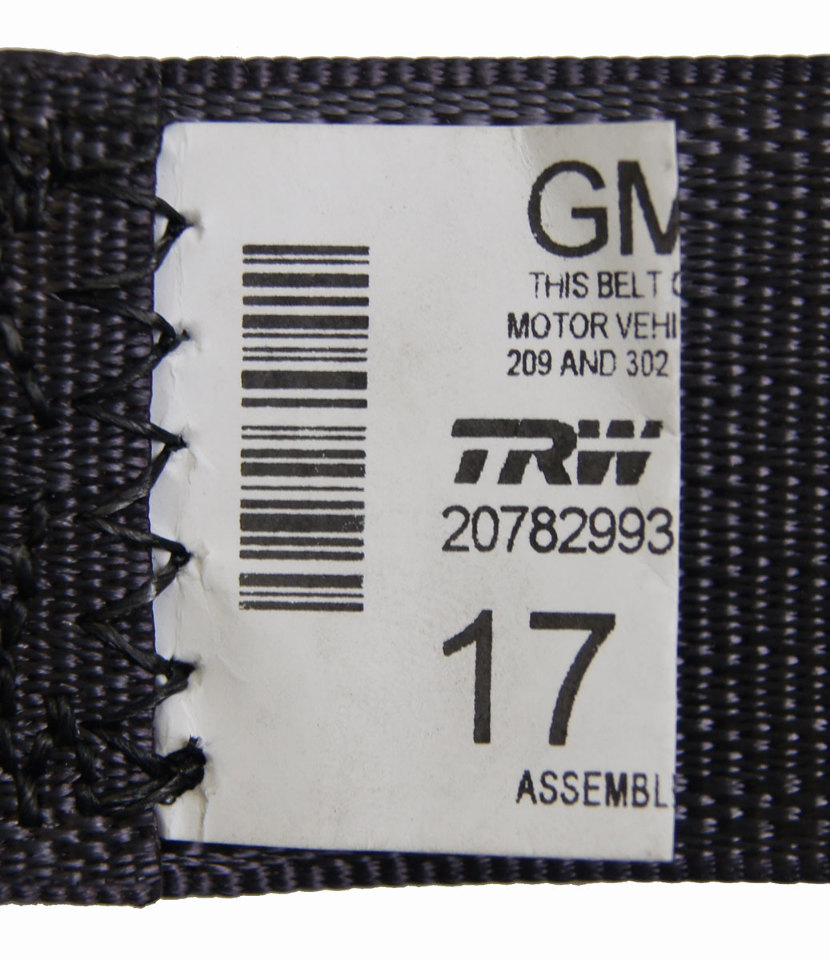 GM
THIS BELT
MOTOR VEHI
209 AND 302
TRW
20782993
17
ASSEMBL